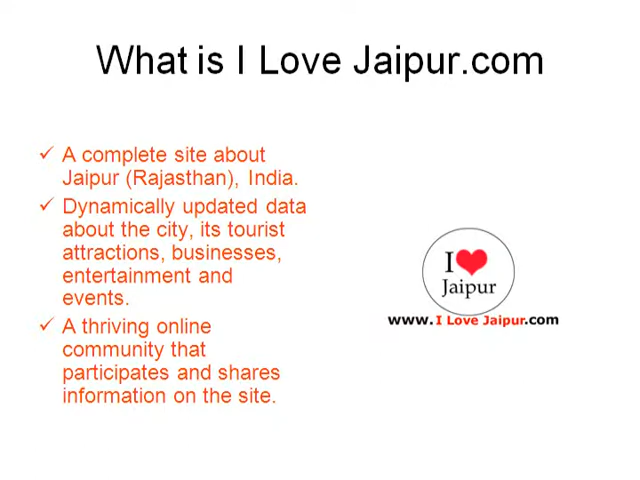 What is I Love Jaipur.com
✓ A complete site about
Jaipur (Rajasthan), India.
✓ Dynamically updated data
about the city, its tourist
attractions, businesses,
entertainment and
events.
✓ A thriving online
community that
participates and shares
information on the site.
I ❤
Jaipur
www.I Love Jaipur.com